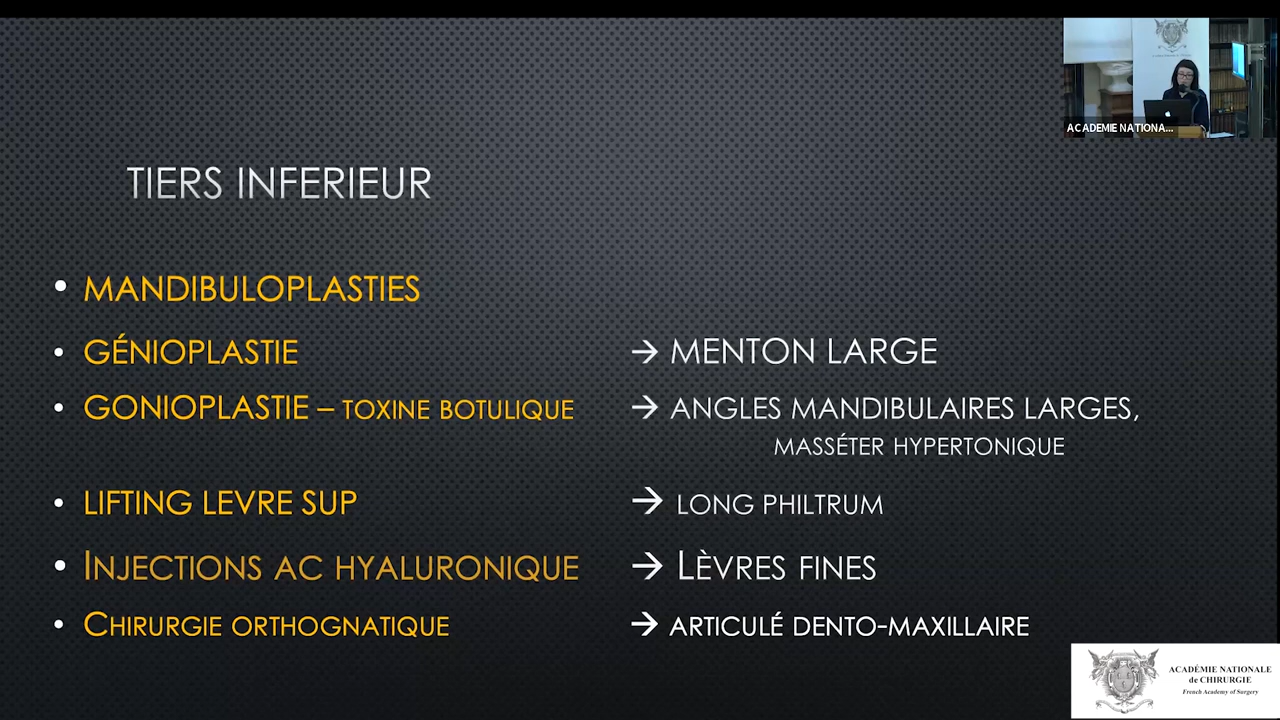 ACADEMIE NATIONA...
TIERS INFERIEUR
• MANDIBULOPLASTIES
• GÉNIOPLASTIE → MENTON LARGE
• GONIOPLASTIE – TOXINE BOTULIQUE → ANGLES MANDIBULAIRES LARGES,
MASSÉTER HYPERTONIQUE
• LIFTING LEVRE SUP → LONG PHILTRUM
• INJECTIONS AC HYALURONIQUE → LÈVRES FINES
• CHIRURGIE ORTHOGNATIQUE → ARTICULÉ DENTO-MAXILLAIRE
ACADÉMIE NATIONALE
de CHIRURGIE
French Academy of Surgery